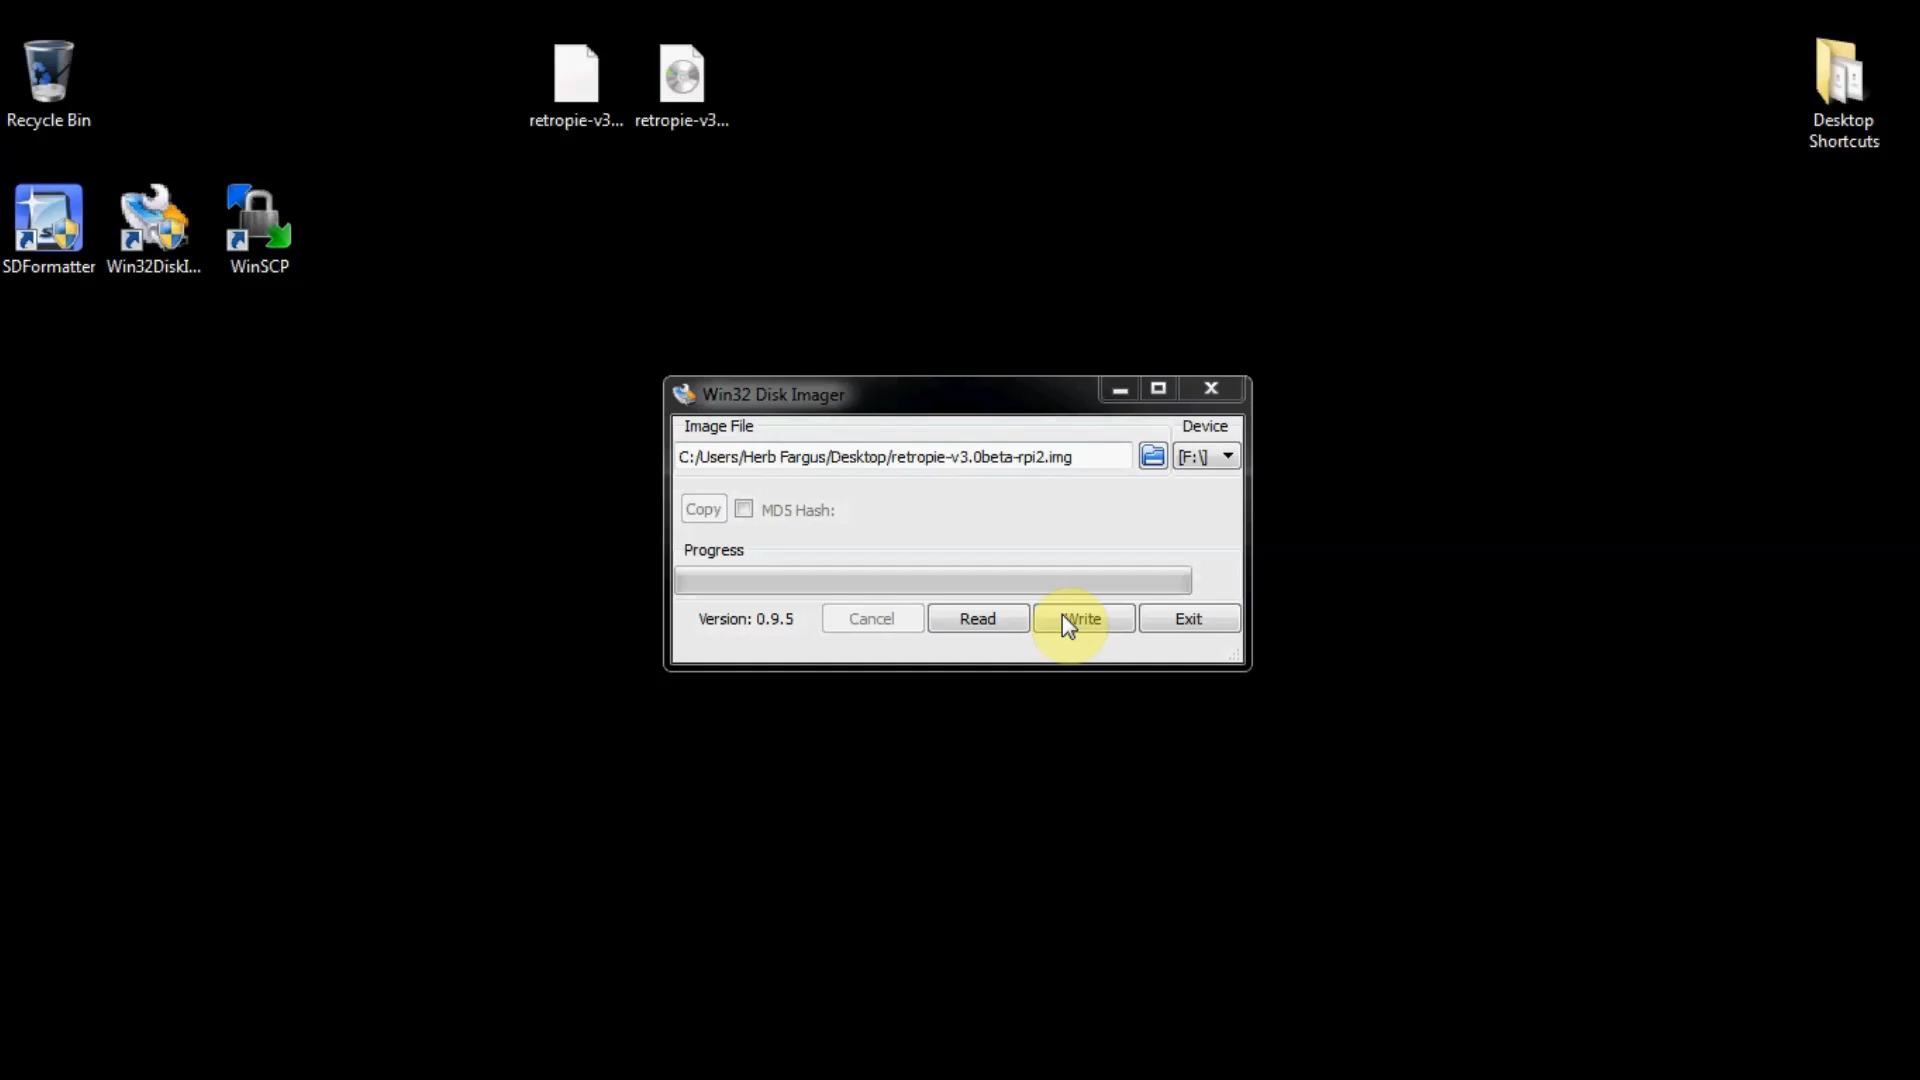 Recycle Bin
retropie-v3...
retropie-v3...
Desktop
Shortcuts
SDFormatter
Win32DiskI...
WinSCP
Win32 Disk Imager
Image File
Device
C:/Users/Herb Fargus/Desktop/retropie-v3.0beta-rpi2.img
[F:\]
Copy
MD5 Hash:
Progress
Version: 0.9.5
Cancel
Read
Write
Exit